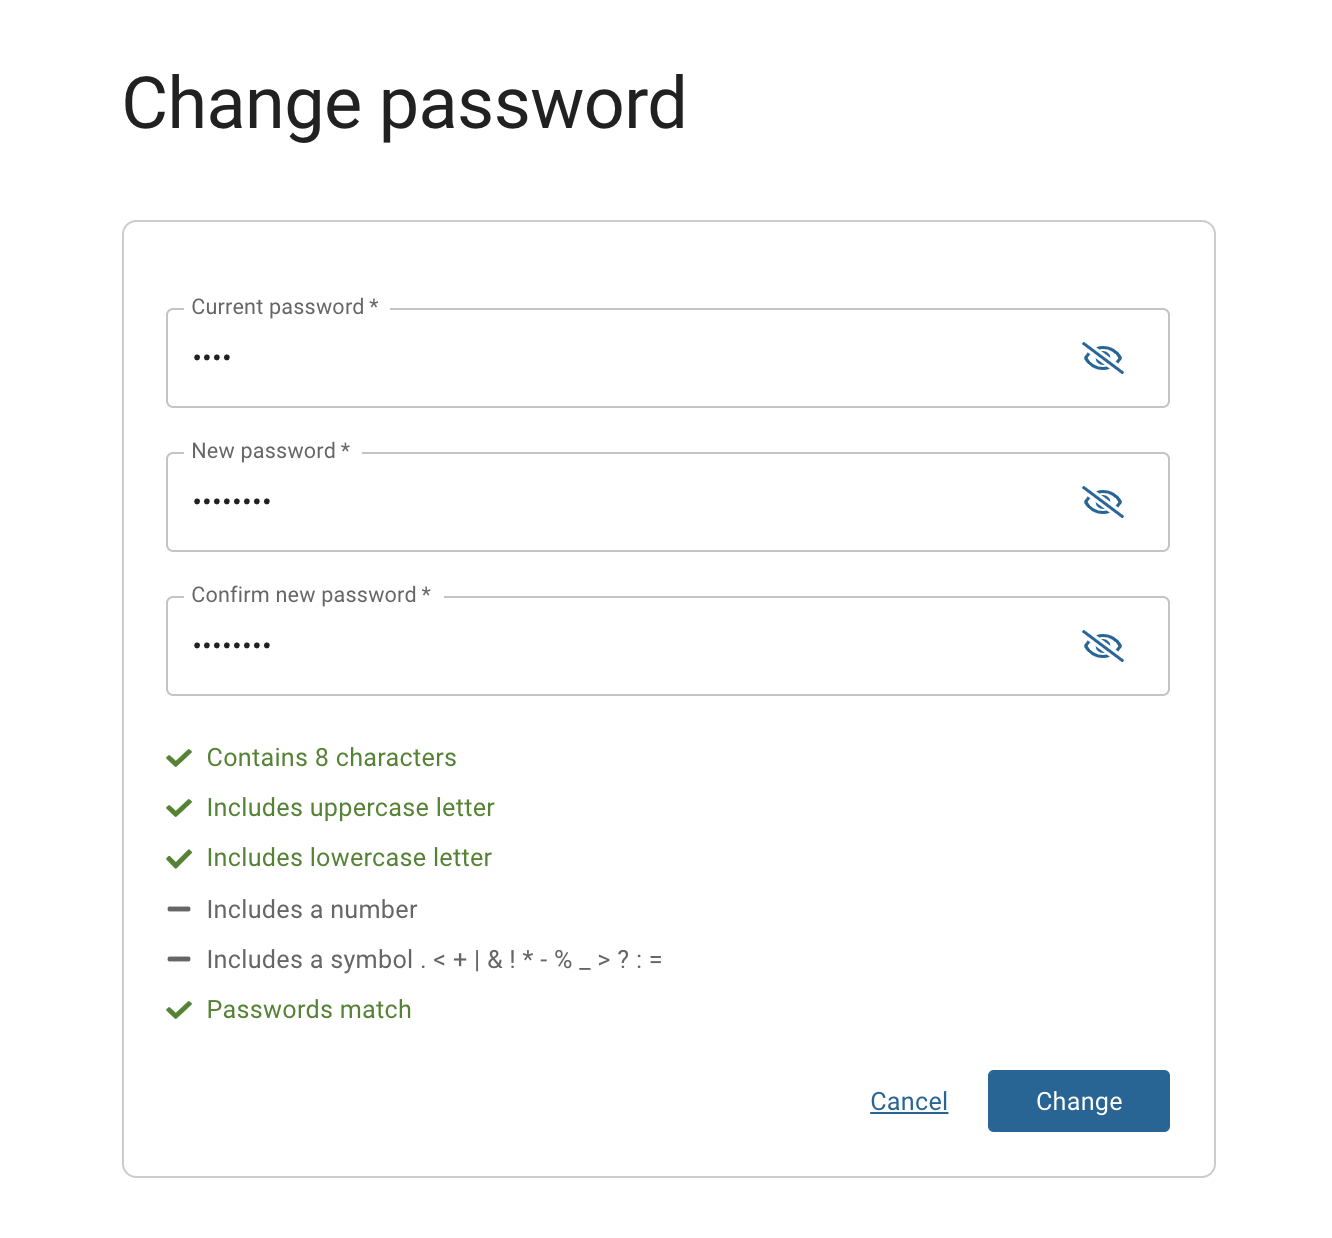 Change password
Current password *
••••
New password *
••••••••
Confirm new password *
••••••••
Contains 8 characters
Includes uppercase letter
Includes lowercase letter
Includes a number
Includes a symbol . < + | & ! * - % _ > ? : =
Passwords match
Cancel
Change